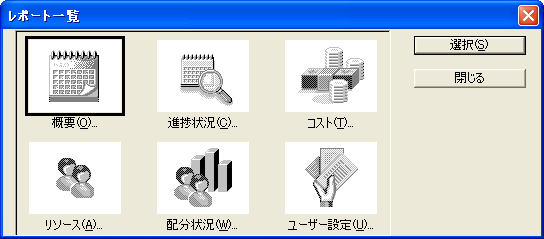 レポート一覧
選択(S)
閉じる
概要(O)...
進捗状況(C)...
コスト(T)...
リソース(A)...
配分状況(W)...
ユーザー設定(U)...